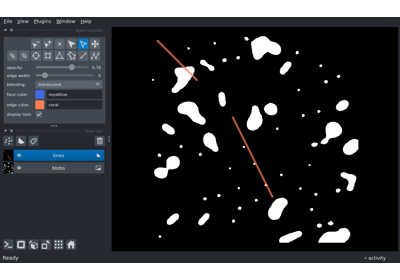 File View Plugins Window Help
opacity: 0.70
edge width: 5
blending: translucent
face color: royalblue
edge color: coral
display text: ✓
lines
blobs
Ready
activity